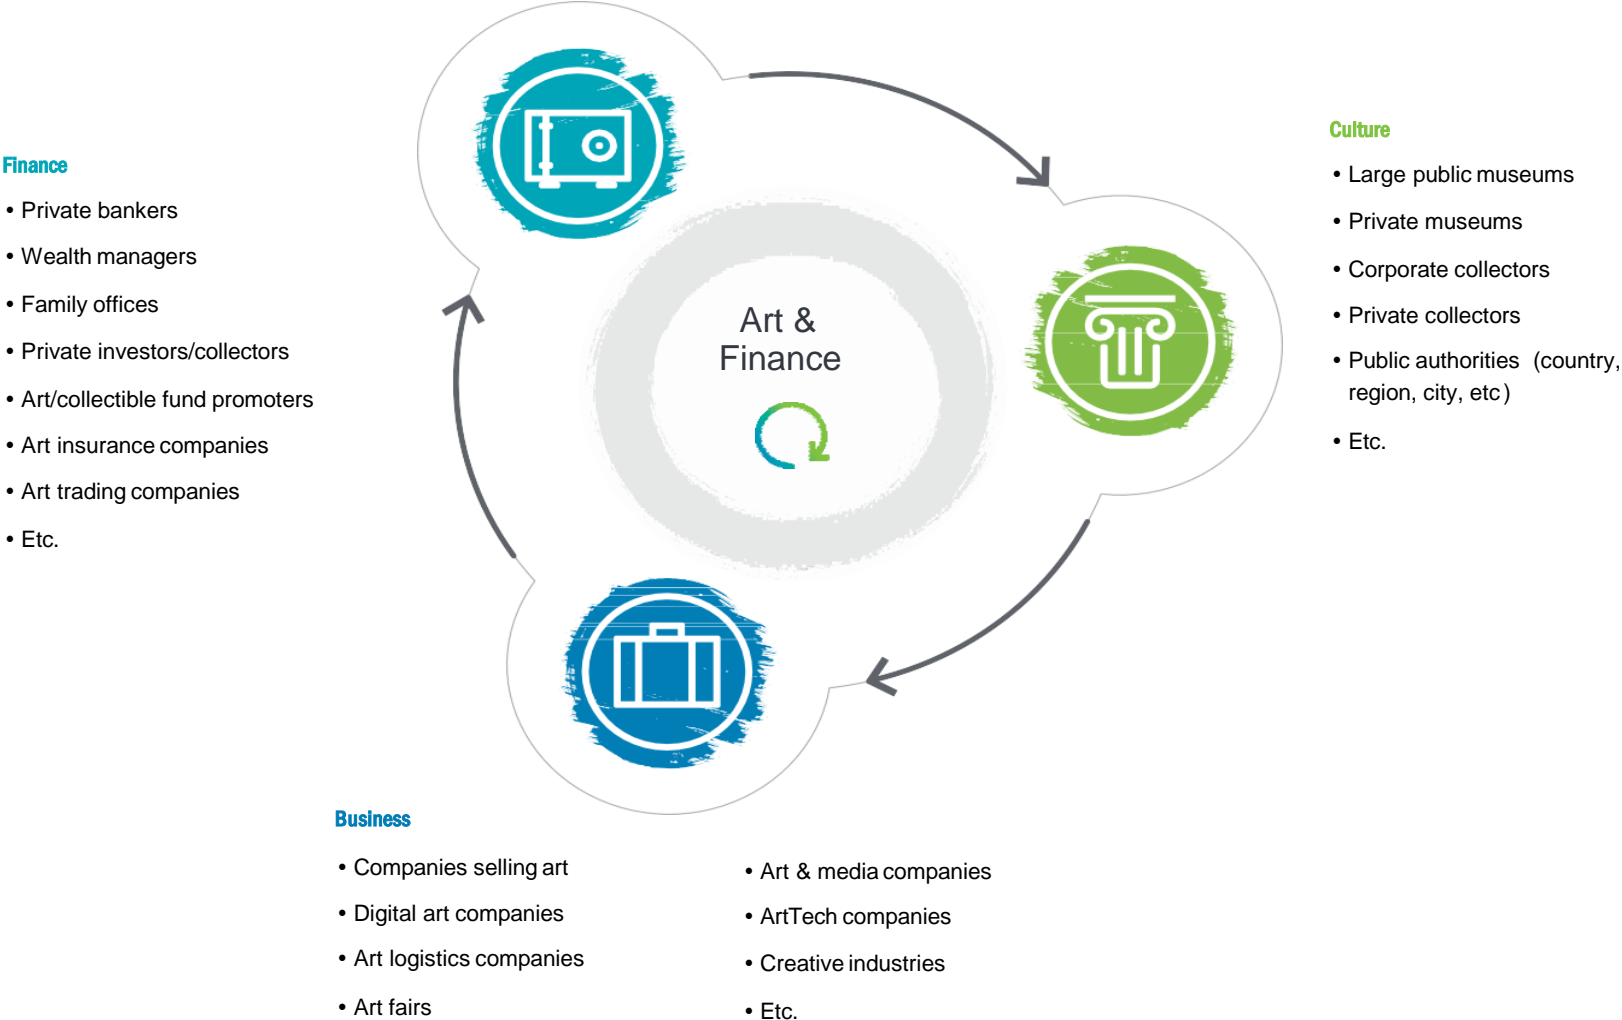 Finance
• Private bankers
• Wealth managers
• Family offices
• Private investors/collectors
• Art/collectible fund promoters
• Art insurance companies
• Art trading companies
• Etc.
Art &
Finance
Culture
• Large public museums
• Private museums
• Corporate collectors
• Private collectors
• Public authorities (country,
region, city, etc)
• Etc.
Business
• Companies selling art
• Digital art companies
• Art logistics companies
• Art fairs
• Art & media companies
• ArtTech companies
• Creative industries
• Etc.